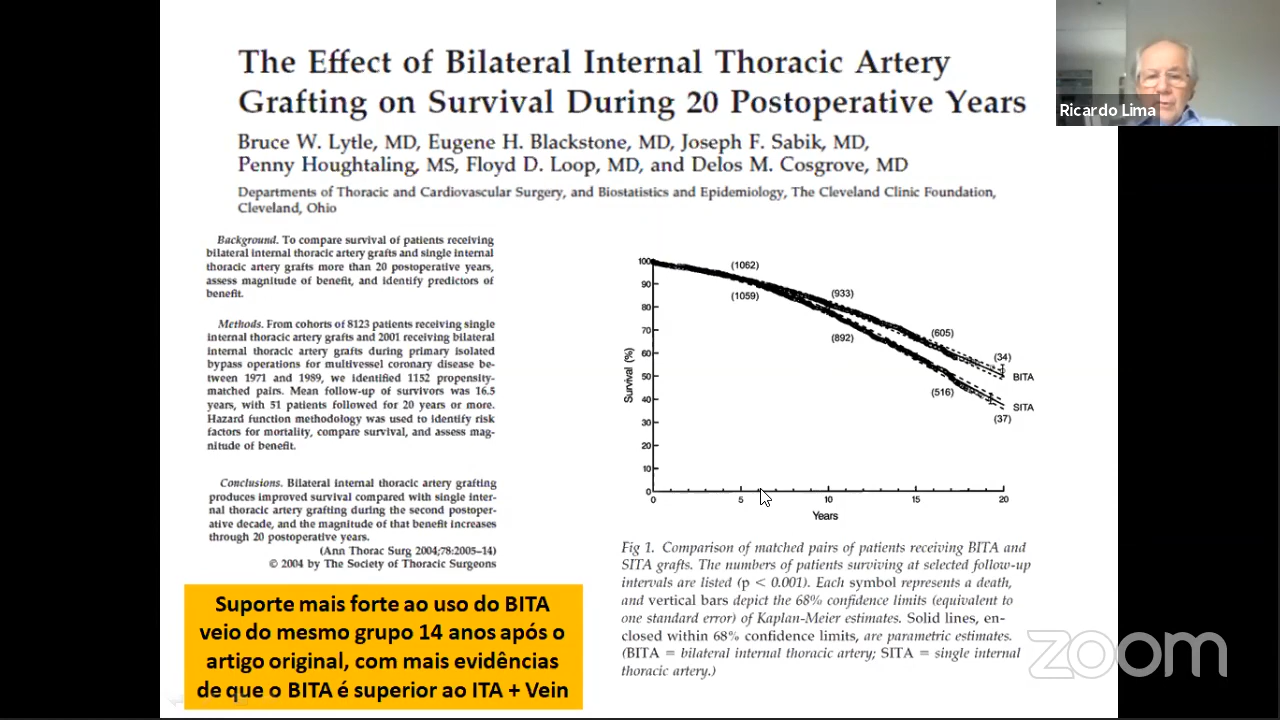 The Effect of Bilateral Internal Thoracic Artery
Grafting on Survival During 20 Postoperative Years
Bruce W. Lytle, MD, Eugene H. Blackstone, MD, Joseph F. Sabik, MD,
Penny Houghtaling, MS, Floyd D. Loop, MD, and Delos M. Cosgrove, MD
Departments of Thoracic and Cardiovascular Surgery, and Biostatistics and Epidemiology, The Cleveland Clinic Foundation,
Cleveland, Ohio
Ricardo Lima
Background. To compare survival of patients receiving
bilateral internal thoracic artery grafts and single internal
thoracic artery grafts more than 20 postoperative years,
assess magnitude of benefit, and identify predictors of
benefit.
Methods. From cohorts of 8123 patients receiving single
internal thoracic artery grafts and 2001 receiving bilateral
internal thoracic artery grafts during primary isolated
bypass operations for multivessel coronary disease be-
tween 1971 and 1989, we identified 1152 propensity-
matched pairs. Mean follow-up of survivors was 16.5
years, with 51 patients followed for 20 years or more.
Hazard function methodology was used to identify risk
factors for mortality, compare survival, and assess mag-
nitude of benefit.
Conclusions. Bilateral internal thoracic artery grafting
produces improved survival compared with single inter-
nal thoracic artery grafting during the second postoper-
ative decade, and the magnitude of that benefit increases
through 20 postoperative years.
(Ann Thorac Surg 2004;78:2005–14)
© 2004 by The Society of Thoracic Surgeons
Suporte mais forte ao uso do BITA
veio do mesmo grupo 14 anos após o
artigo original, com mais evidências
de que o BITA é superior ao ITA + Vein
Survival (%)
100
90
80
70
60
50
40
30
20
10
0
(1062)
(1059)
(933)
(892)
(605)
(516)
(34)
BITA
SITA
(37)
0 5 10 15 20
Years
Fig 1. Comparison of matched pairs of patients receiving BITA and
SITA grafts. The numbers of patients surviving at selected follow-up
intervals are listed (p < 0.001). Each symbol represents a death,
and vertical bars depict the 68% confidence limits (equivalent to
one standard error) of Kaplan-Meier estimates. Solid lines, en-
closed within 68% confidence limits, are parametric estimates.
(BITA = bilateral internal thoracic artery; SITA = single internal
thoracic artery.)
zoom